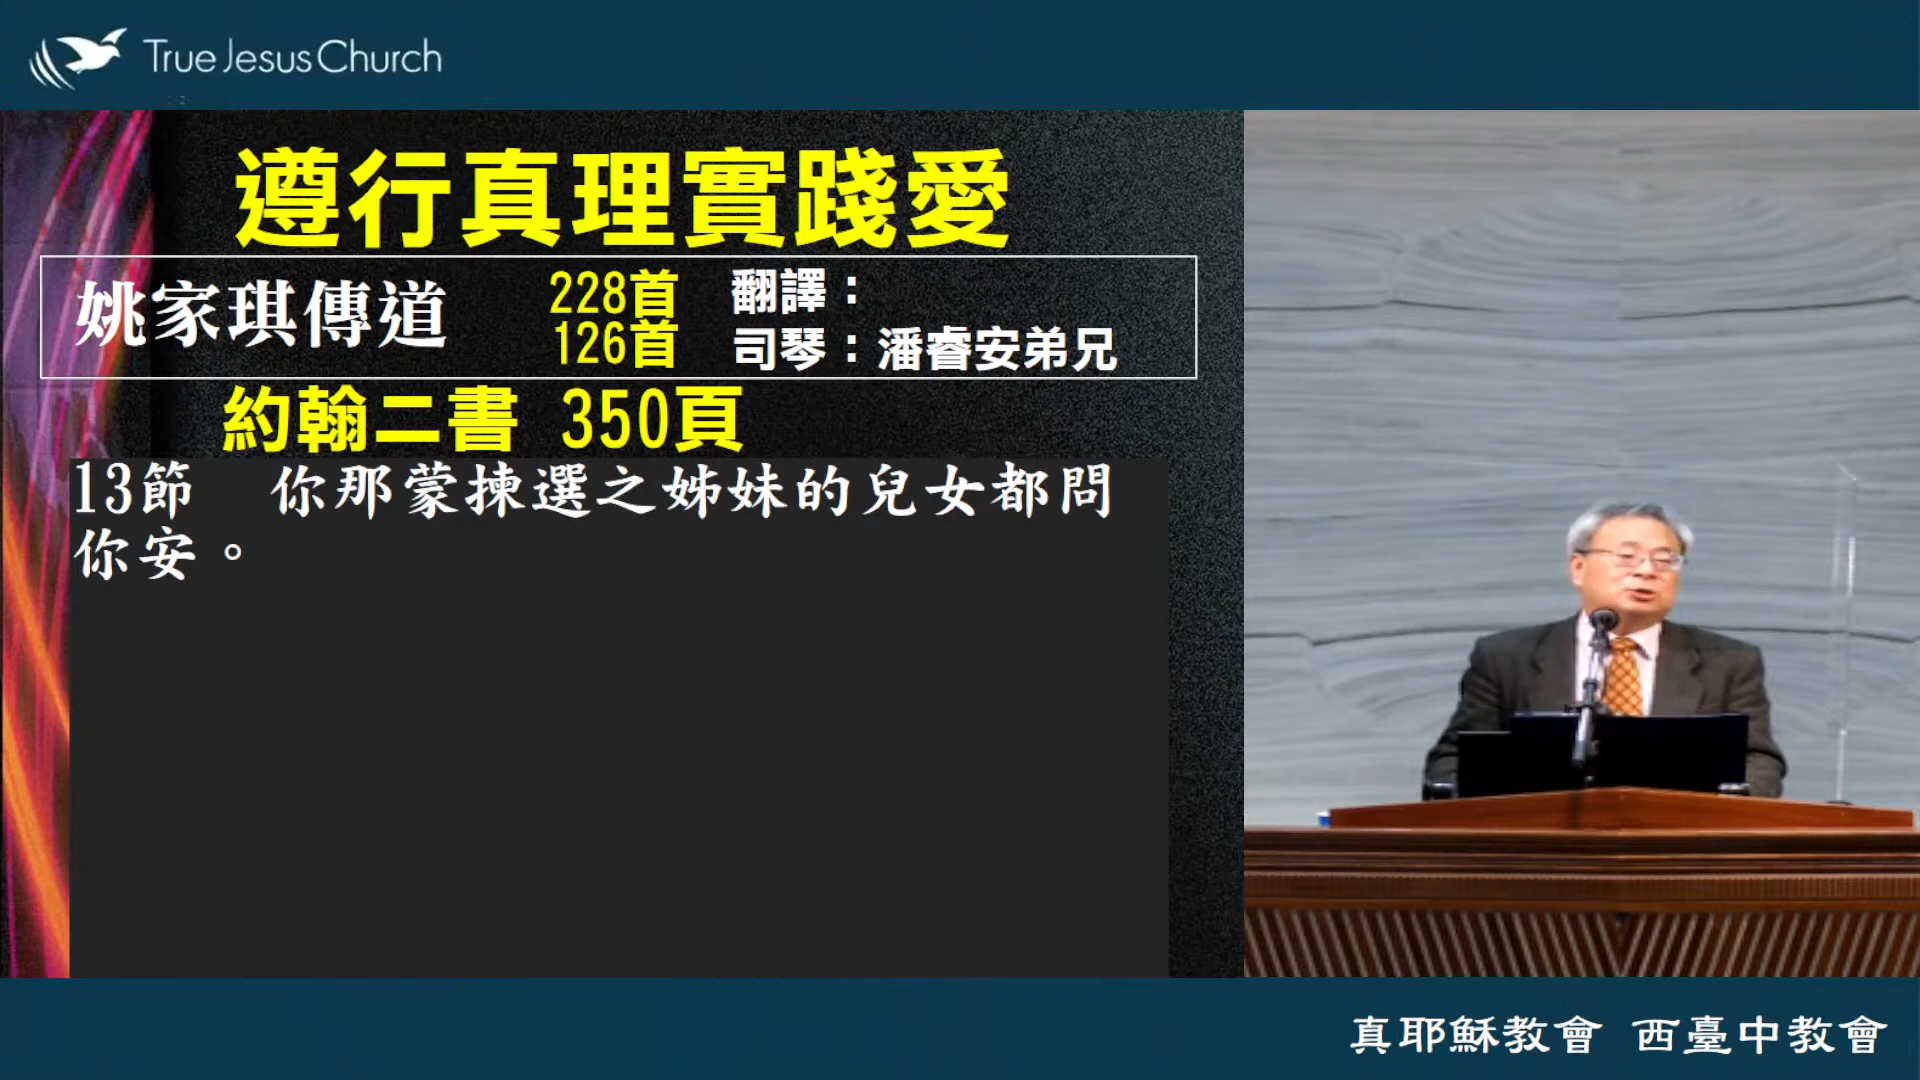 True Jesus Church
遵行真理實踐愛
姚家琪傳道
228首
126首
翻譯：
司琴：潘睿安弟兄
約翰二書 350頁
13節 你那蒙揀選之姊妹的兒女都問
你安。
真耶穌教會 西臺中教會